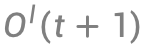 O^l(t + 1)